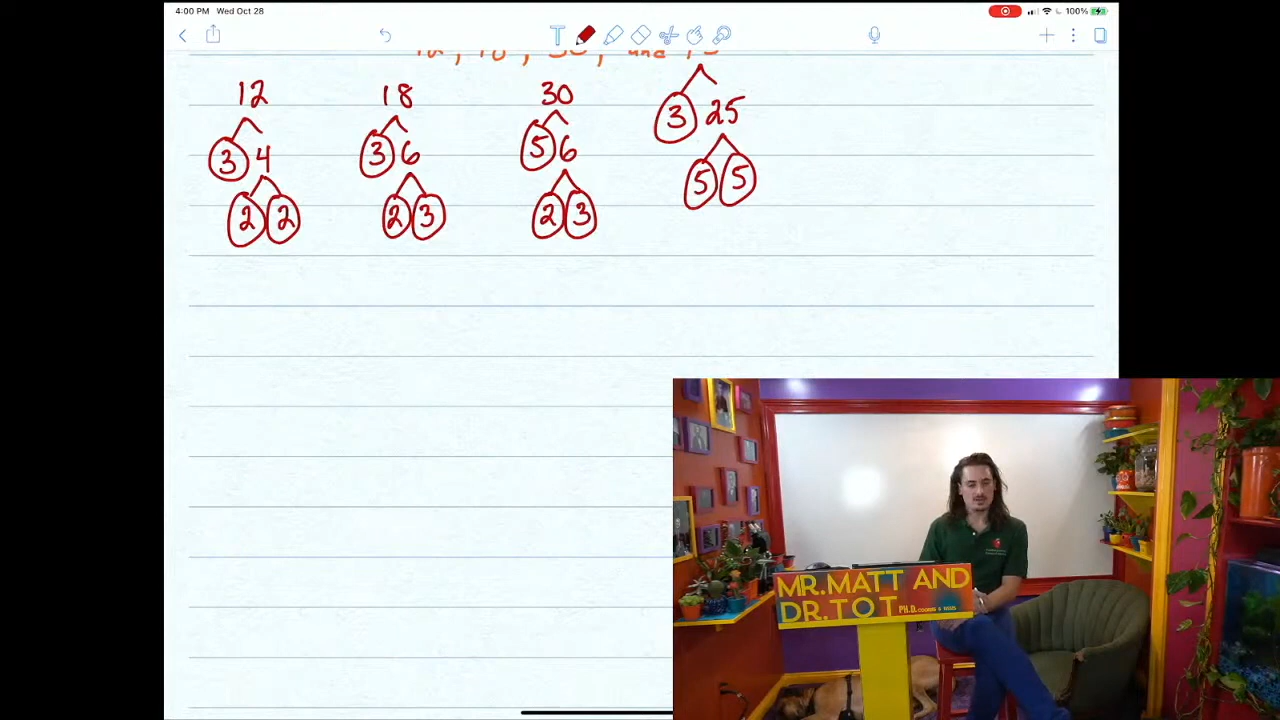 4:00 PM Wed Oct 28
100%
T
12 18 30
3 25
3 4 3 6 5 6
5 5
2 2 2 3 2 3
MR.MATT AND
DR.TOT PH.D.